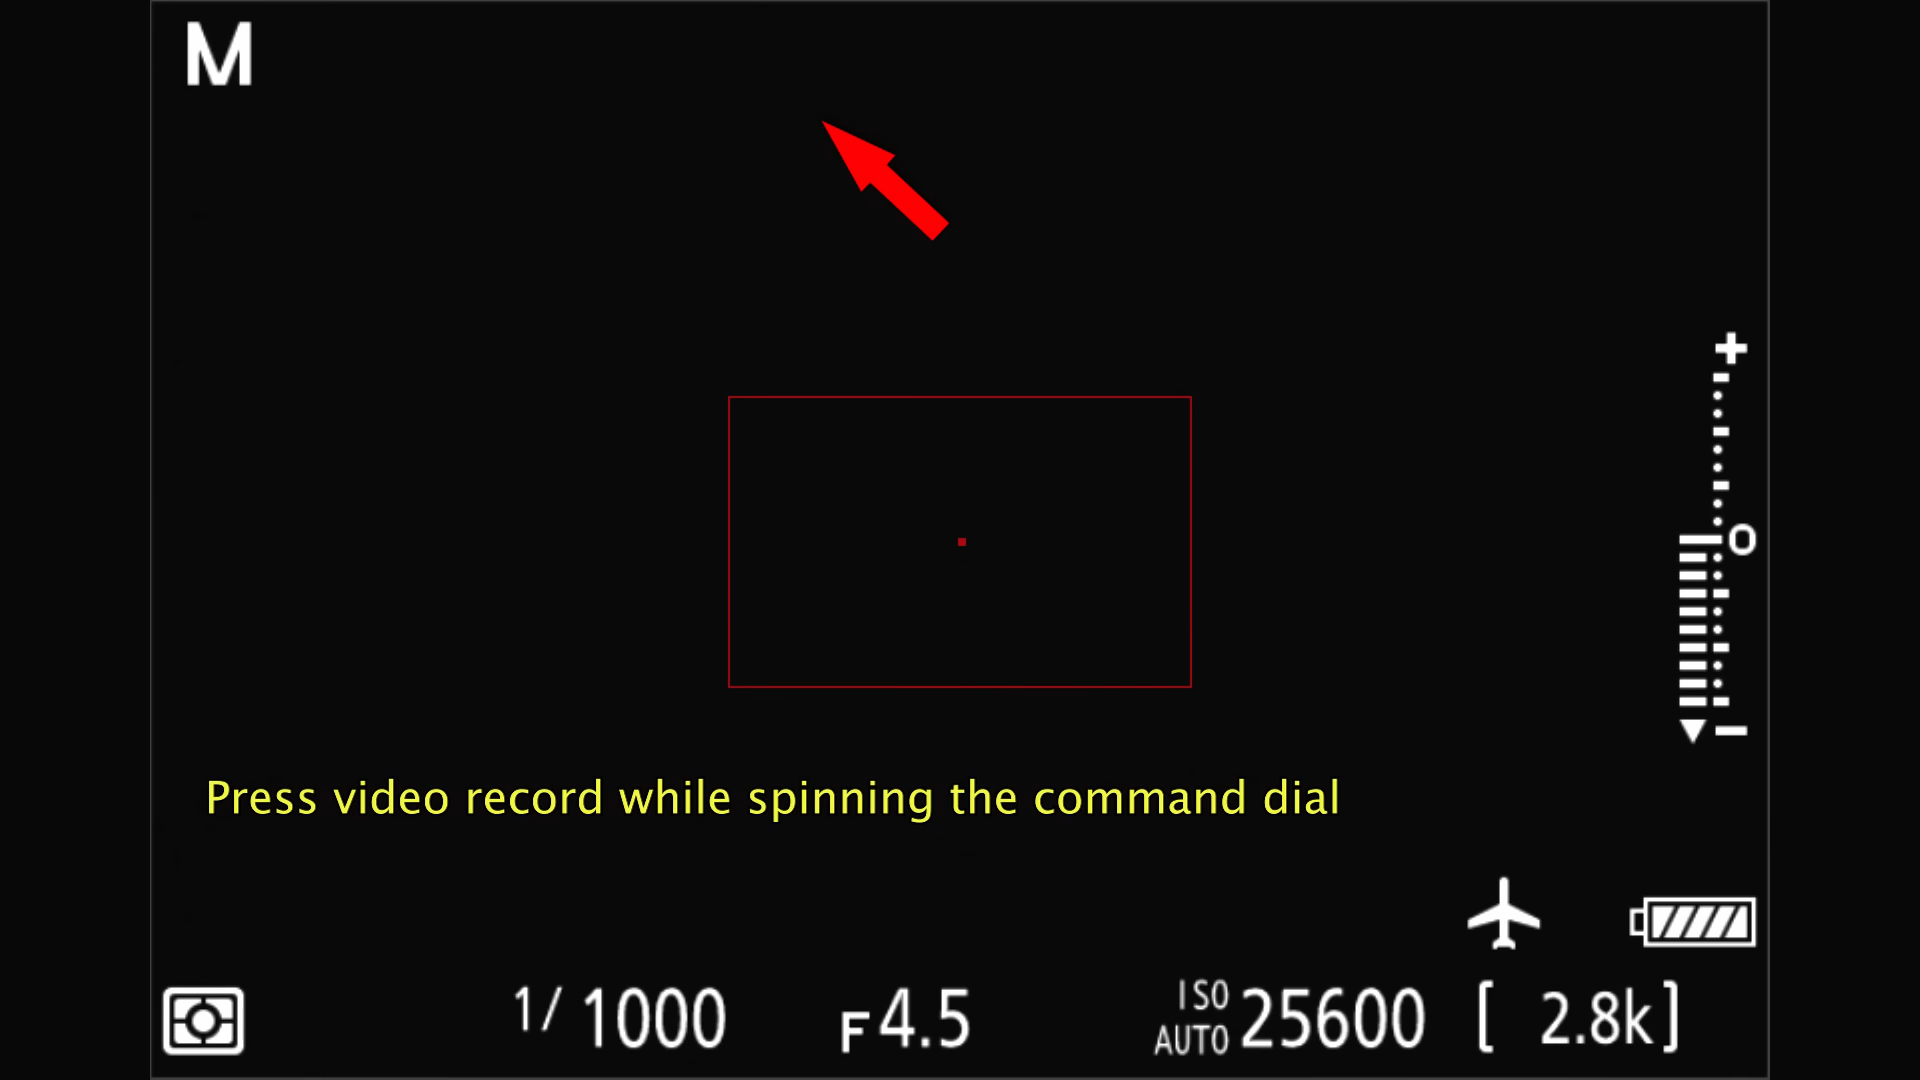 M
+
0
Press video record while spinning the command dial
1/1000 F4.5 ISO AUTO 25600 [ 2.8k]